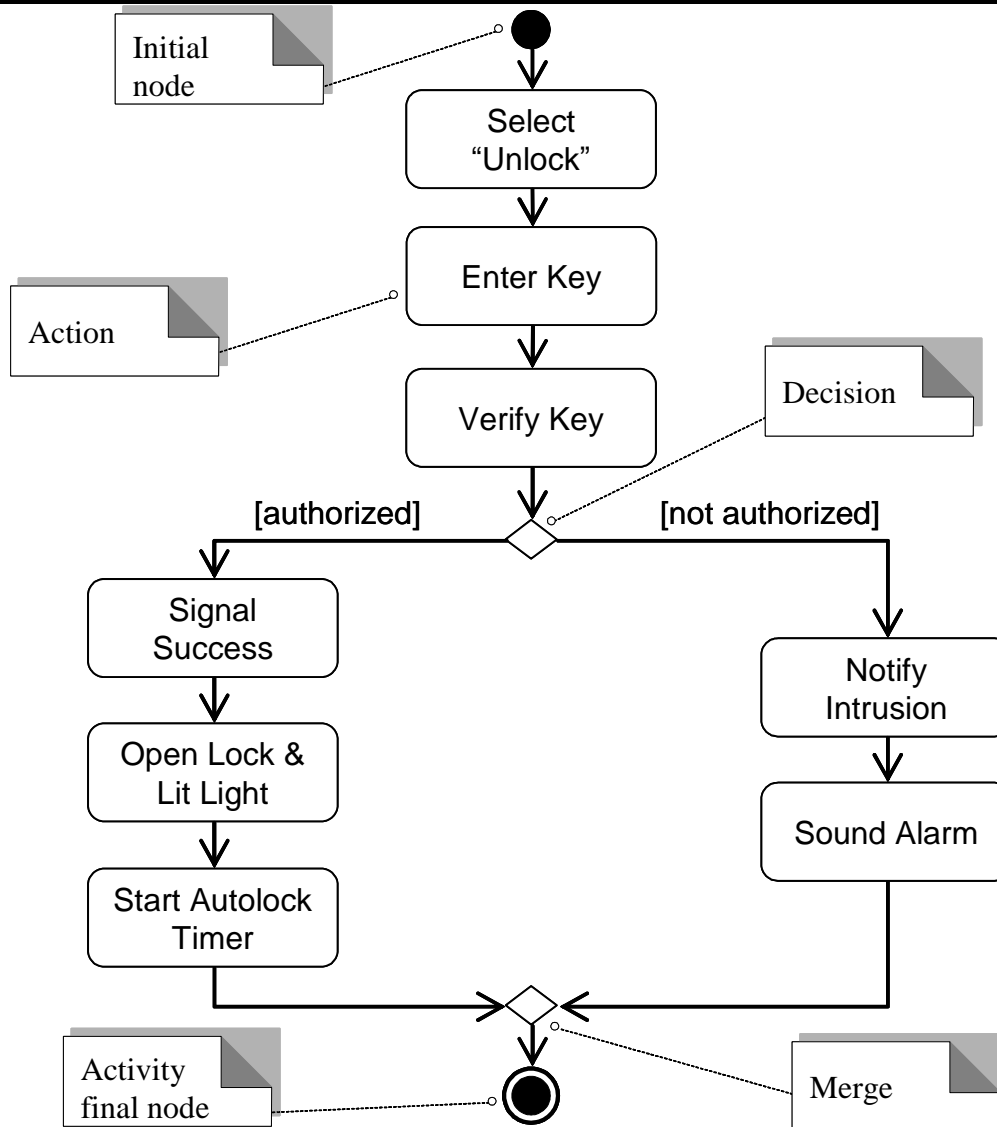 Initial
node
Select
“Unlock”
Enter Key
Action
Verify Key
Decision
[authorized]
[not authorized]
Signal
Success
Notify
Intrusion
Open Lock &
Lit Light
Sound Alarm
Start Autolock
Timer
Activity
final node
Merge